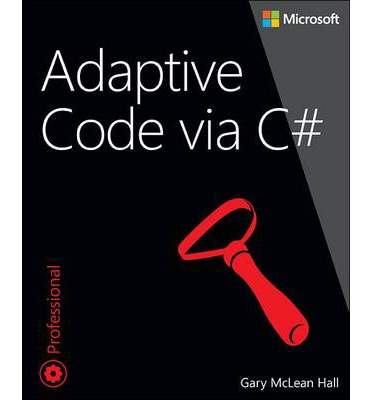 Microsoft
Adaptive
Code via C#
Professional
Gary McLean Hall